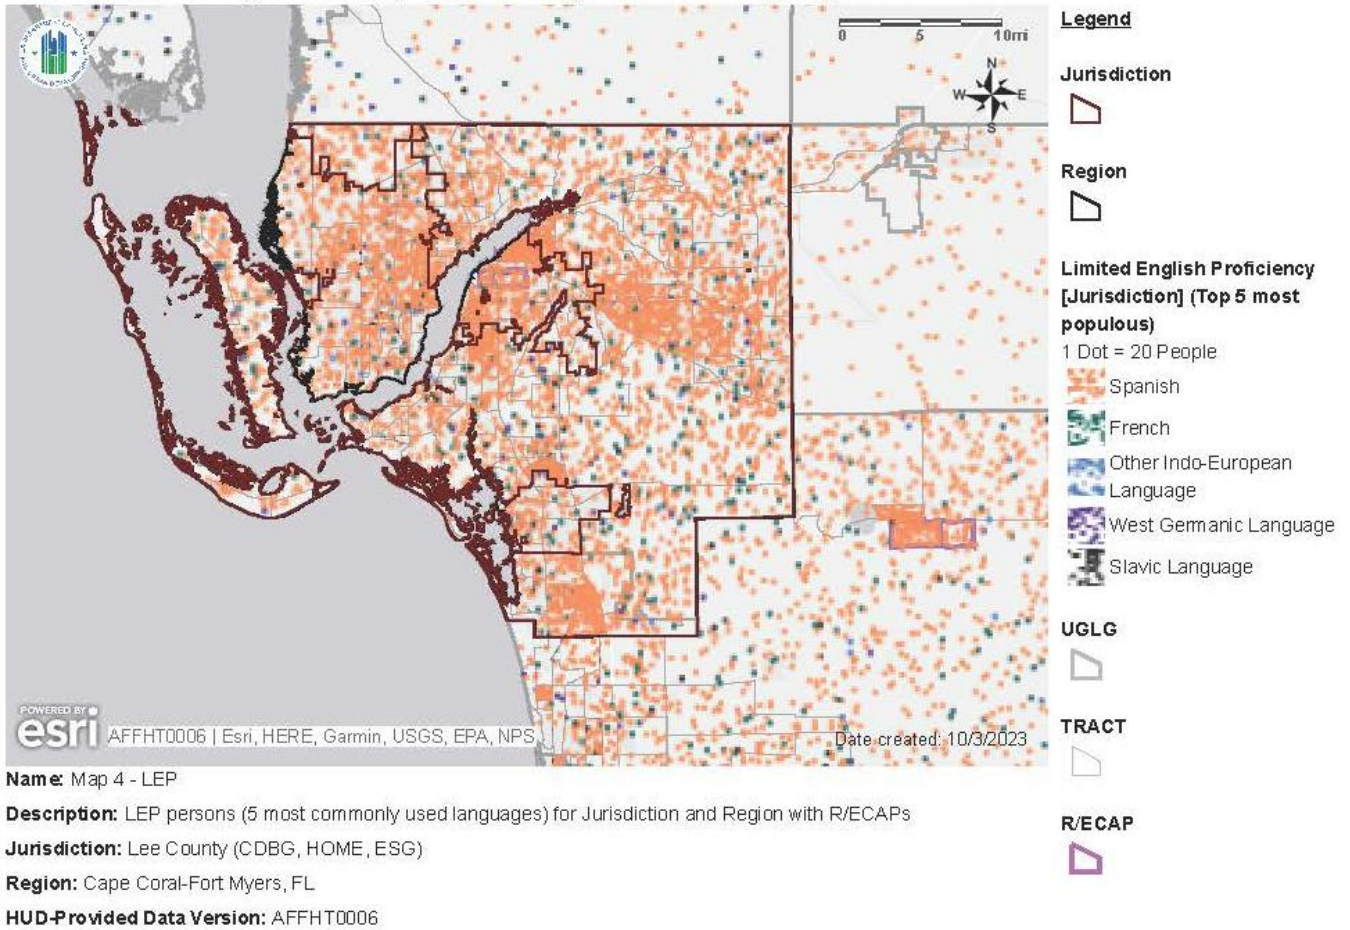 0 5 10mi
N
W E
S
POWERED BY
esri
AFFHT0006 | Esri, HERE, Garmin, USGS, EPA, NPS
Date created: 10/3/2023
Legend
Jurisdiction
Region
Limited English Proficiency
[Jurisdiction] (Top 5 most
populous)
1 Dot = 20 People
Spanish
French
Other Indo-European
Language
West Germanic Language
Slavic Language
UGLG
TRACT
R/ECAP
Name: Map 4 - LEP
Description: LEP persons (5 most commonly used languages) for Jurisdiction and Region with R/ECAPs
Jurisdiction: Lee County (CDBG, HOME, ESG)
Region: Cape Coral-Fort Myers, FL
HUD-Provided Data Version: AFFHT0006